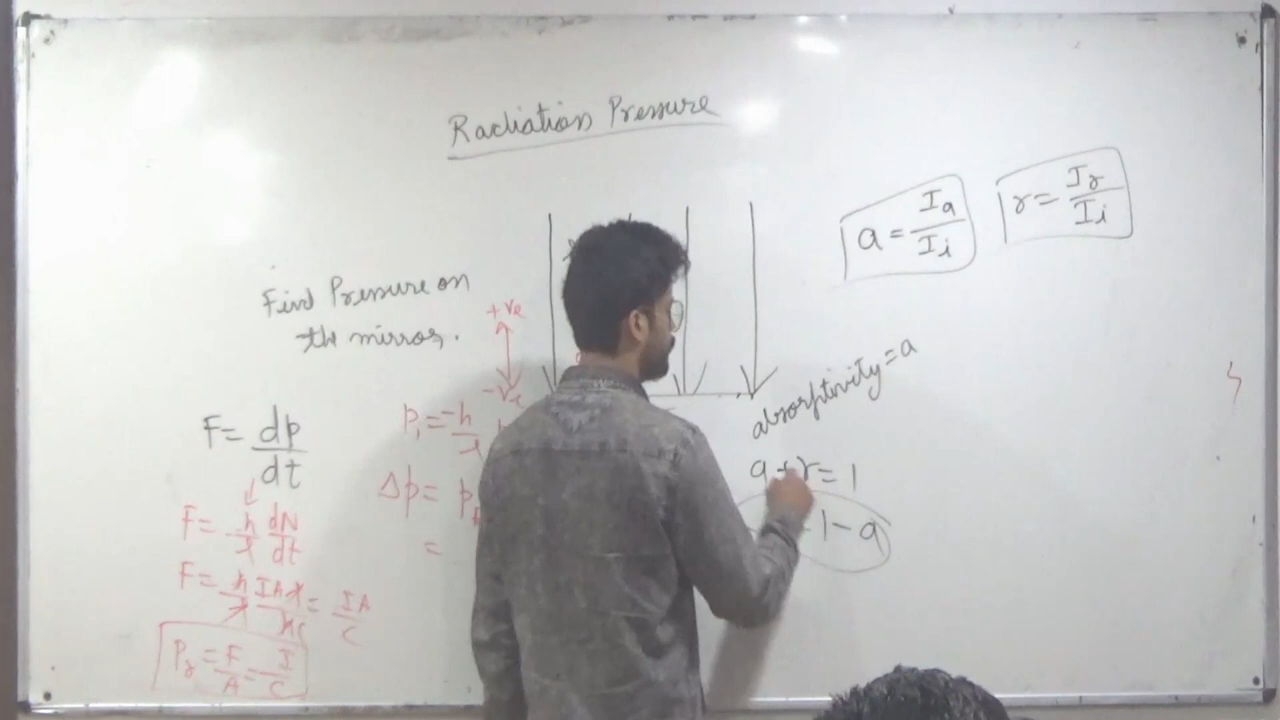 Radiation Pressure
a = Ia/Ii
r = Ir/Ii
Find Pressure on
the mirror.
+ve
-ve
absorptivity = a
F = dp/dt
Pi = -h/λ
a + r = 1
Δp =
1 - a
F = h/λ dN/dt
=
F = h/λ IAλ/hc = IA/c
Pr = F/A = I/c